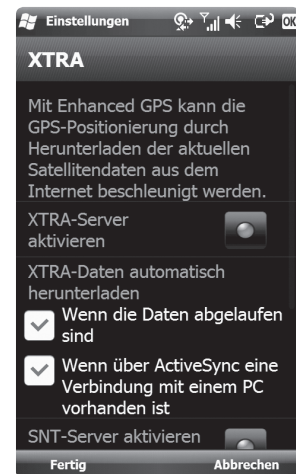 Einstellungen
OK
XTRA
Mit Enhanced GPS kann die
GPS-Positionierung durch
Herunterladen der aktuellen
Satellitendaten aus dem
Internet beschleunigt werden.
XTRA-Server
aktivieren
XTRA-Daten automatisch
herunterladen
Wenn die Daten abgelaufen
sind
Wenn über ActiveSync eine
Verbindung mit einem PC
vorhanden ist
SNT-Server aktivieren
Fertig Abbrechen